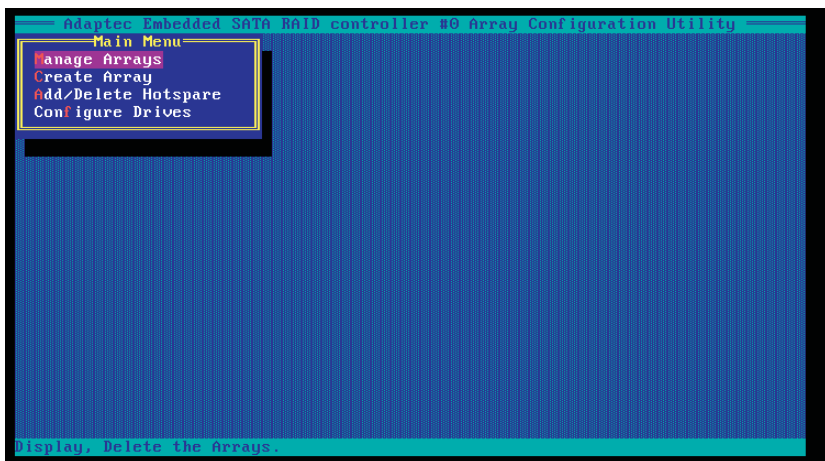 Adaptec Embedded SATA RAID controller #0 Array Configuration Utility
Main Menu
Manage Arrays
Create Array
Add/Delete Hotspare
Configure Drives
Display, Delete the Arrays.